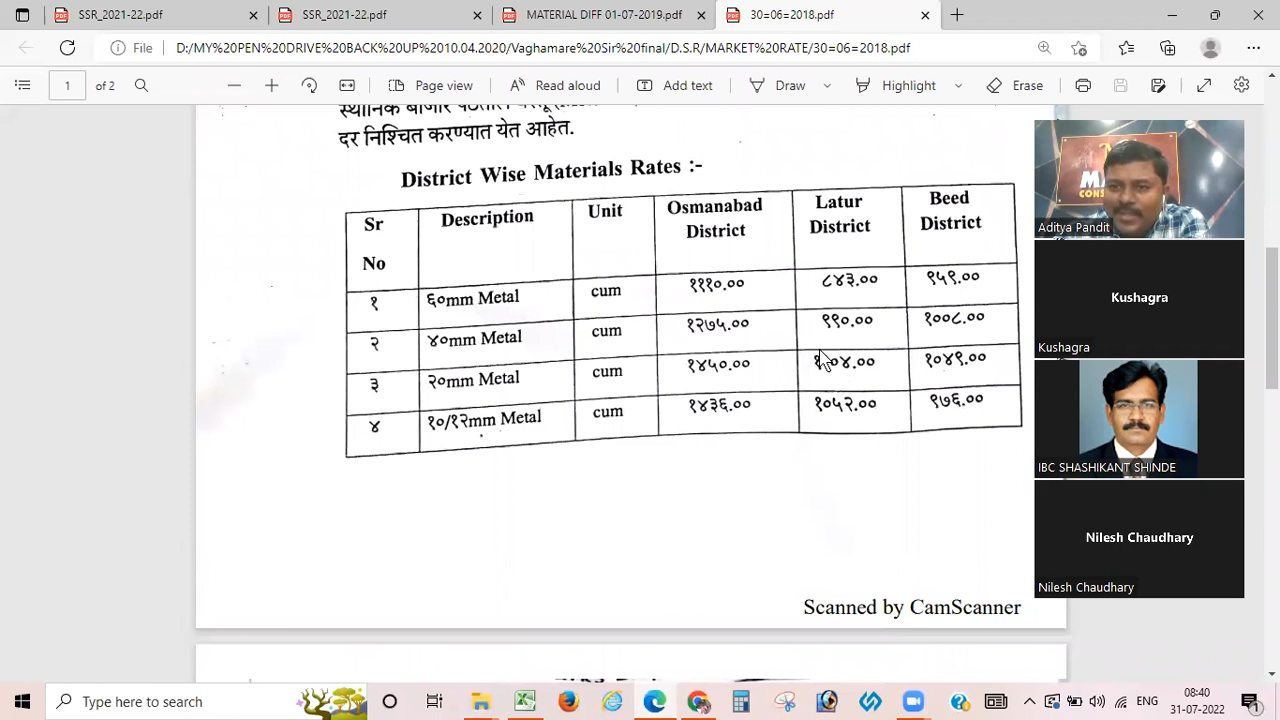 SSR_2021-22.pdf
SSR_2021-22.pdf
MATERIAL DIFF 01-07-2019.pdf
30=06=2018.pdf
File
D:/MY%20PEN%20DRIVE%20BACK%20UP%2010.04.2020/Vaghamare%20Sir%20final/D.S.R/MARKET%20RATE/30=06=2018.pdf
1 of 2
Page view
Read aloud
Add text
Draw
Highlight
Erase
स्थानिक बाजार
दर निश्चित करण्यात येत आहेत.
District Wise Materials Rates :-
Sr No Description Unit Osmanabad District Latur District Beed District
१ ६०mm Metal cum १११०.०० ८४३.०० ९५९.००
२ ४०mm Metal cum १२७५.०० ९९०.०० १००८.००
३ २०mm Metal cum १४५०.०० १०४९.००
४ १०/१२mm Metal cum १४३६.०० १०५२.०० ९७६.००
Scanned by CamScanner
Aditya Pandit
Kushagra
Kushagra
IBC SHASHIKANT SHINDE
Nilesh Chaudhary
Nilesh Chaudhary
Type here to search
ENG
08:40
31-07-2022